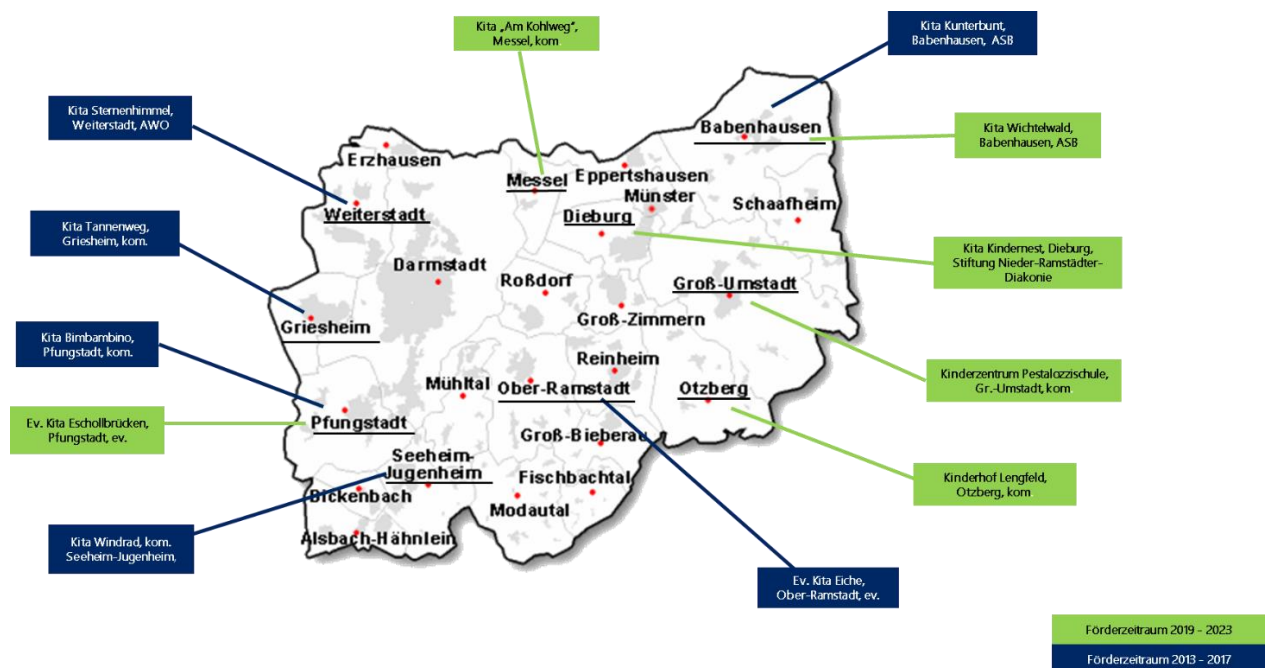 Kita „Am Kohlweg“,
Messel, kom.
Kita Kunterbunt,
Babenhausen, ASB
Kita Sternenhimmel,
Weiterstadt, AWO
Kita Wichtelwald,
Babenhausen, ASB
Kita Tannenweg,
Griesheim, kom.
Kita Kindernest, Dieburg,
Stiftung Nieder-Ramstädter-
Diakonie
Kita Bimbambino,
Pfungstadt, kom.
Kinderzentrum Pestalozzischule,
Gr.-Umstadt, kom
Ev. Kita Eschollbrücken,
Pfungstadt, ev.
Kinderhof Lengfeld,
Otzberg, kom.
Kita Windrad, kom.
Seeheim-Jugenheim,
Ev. Kita Eiche,
Ober-Ramstadt, ev.
Babenhausen
Erzhausen
Eppertshausen
Messel
Münster
Schaafheim
Weiterstadt
Dieburg
Darmstadt
Roßdorf
Groß-Umstadt
Griesheim
Groß-Zimmern
Reinheim
Mühltal
Ober-Ramstadt
Otzberg
Pfungstadt
Groß-Bieberau
Seeheim-
Jugenheim
Fischbachtal
Bickenbach
Modautal
Alsbach-Hähnlein
Förderzeitraum 2019 - 2023
Förderzeitraum 2013 - 2017